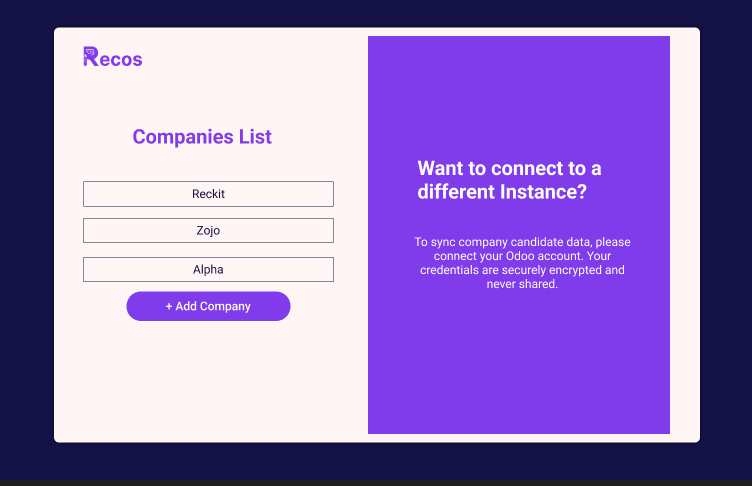 Recos
Companies List
Reckit
Zojo
Alpha
+ Add Company
Want to connect to a
different Instance?
To sync company candidate data, please
connect your Odoo account. Your
credentials are securely encrypted and
never shared.